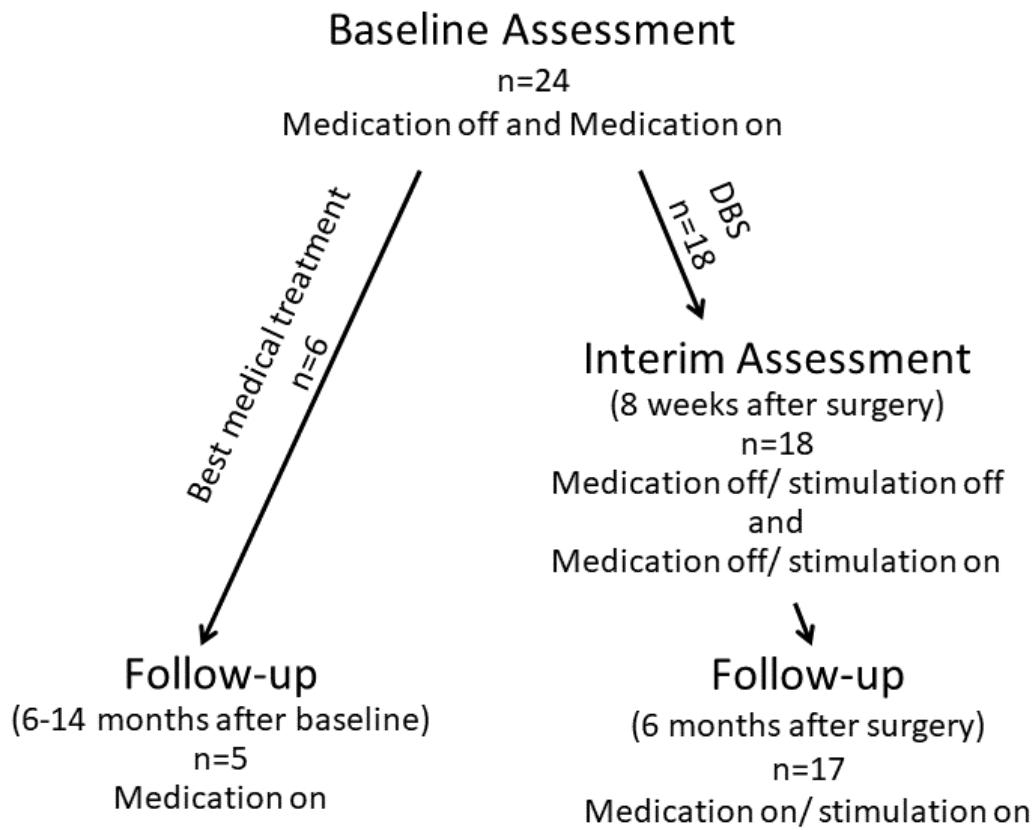 Baseline Assessment
n=24
Medication off and Medication on
Best medical treatment
n=6
DBS
n=18
Interim Assessment
(8 weeks after surgery)
n=18
Medication off/ stimulation off
and
Medication off/ stimulation on
Follow-up
(6-14 months after baseline)
n=5
Medication on
Follow-up
(6 months after surgery)
n=17
Medication on/ stimulation on